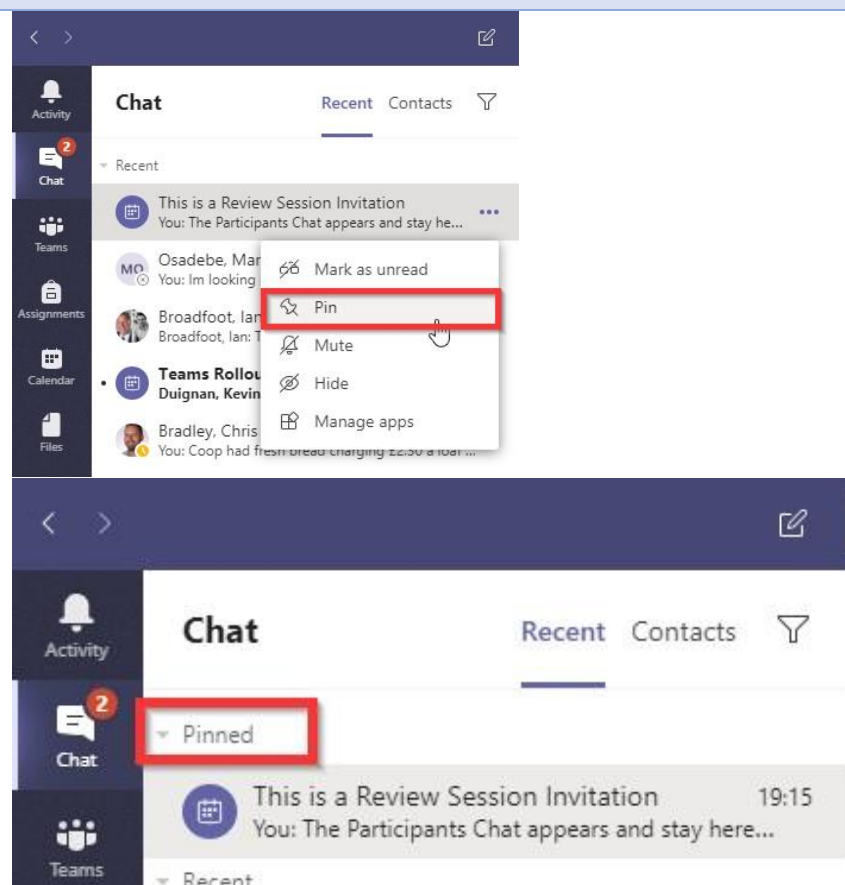 Activity
2
Chat
Teams
Assignments
Calendar
Files
Chat Recent Contacts
Recent
This is a Review Session Invitation
You: The Participants Chat appears and stay he...
MO
Osadebe, Mar
You: Im looking
Broadfoot, Ian
Broadfoot, Ian: T
Teams Rollou
Duignan, Kevin
Bradley, Chris
You: Coop had fresh bread charging £2.50 a loaf ...
Mark as unread
Pin
Mute
Hide
Manage apps
Activity
2
Chat
Teams
Chat Recent Contacts
Pinned
This is a Review Session Invitation 19:15
You: The Participants Chat appears and stay here...
Recent